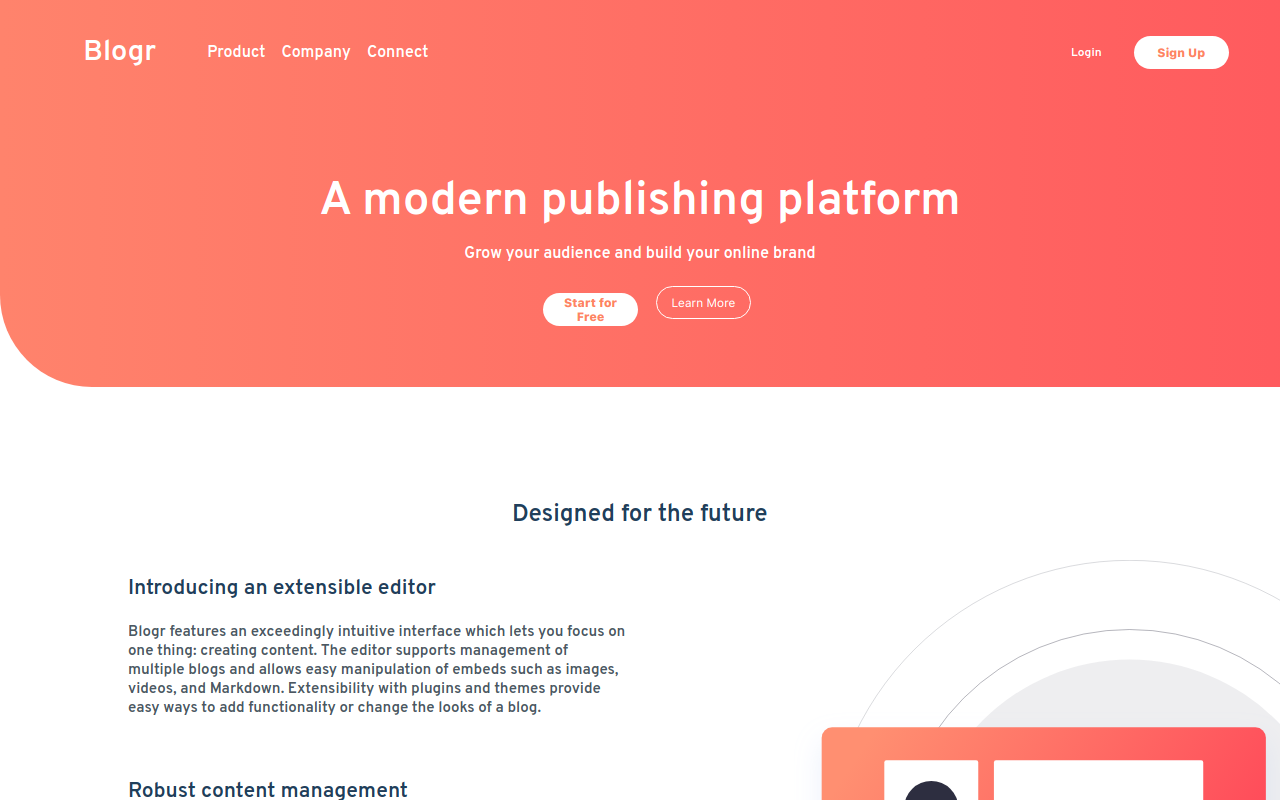 Blogr Product Company Connect Login Sign Up
A modern publishing platform
Grow your audience and build your online brand
Start for
Free
Learn More
Designed for the future
Introducing an extensible editor
Blogr features an exceedingly intuitive interface which lets you focus on
one thing: creating content. The editor supports management of
multiple blogs and allows easy manipulation of embeds such as images,
videos, and Markdown. Extensibility with plugins and themes provide
easy ways to add functionality or change the looks of a blog.
Robust content management